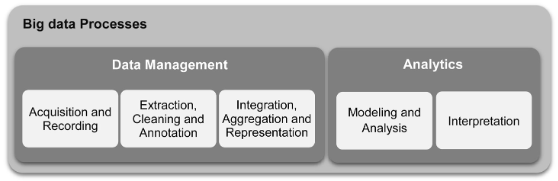 Big data Processes
Data Management
Analytics
Acquisition and
Recording
Extraction,
Cleaning and
Annotation
Integration,
Aggregation and
Representation
Modeling and
Analysis
Interpretation